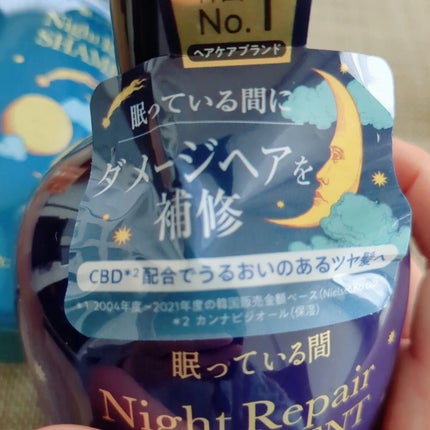 No.1
ヘアケアブランド
Night
SHAM
眠っている間に
ダメージヘアを
補修
CBD*2配合でうるおいのあるツヤ髪へ
*1 2004年度~2021年度の韓国販売金額ベース
*2 カンナビジオール(保湿)
眠っている間
Night Repair